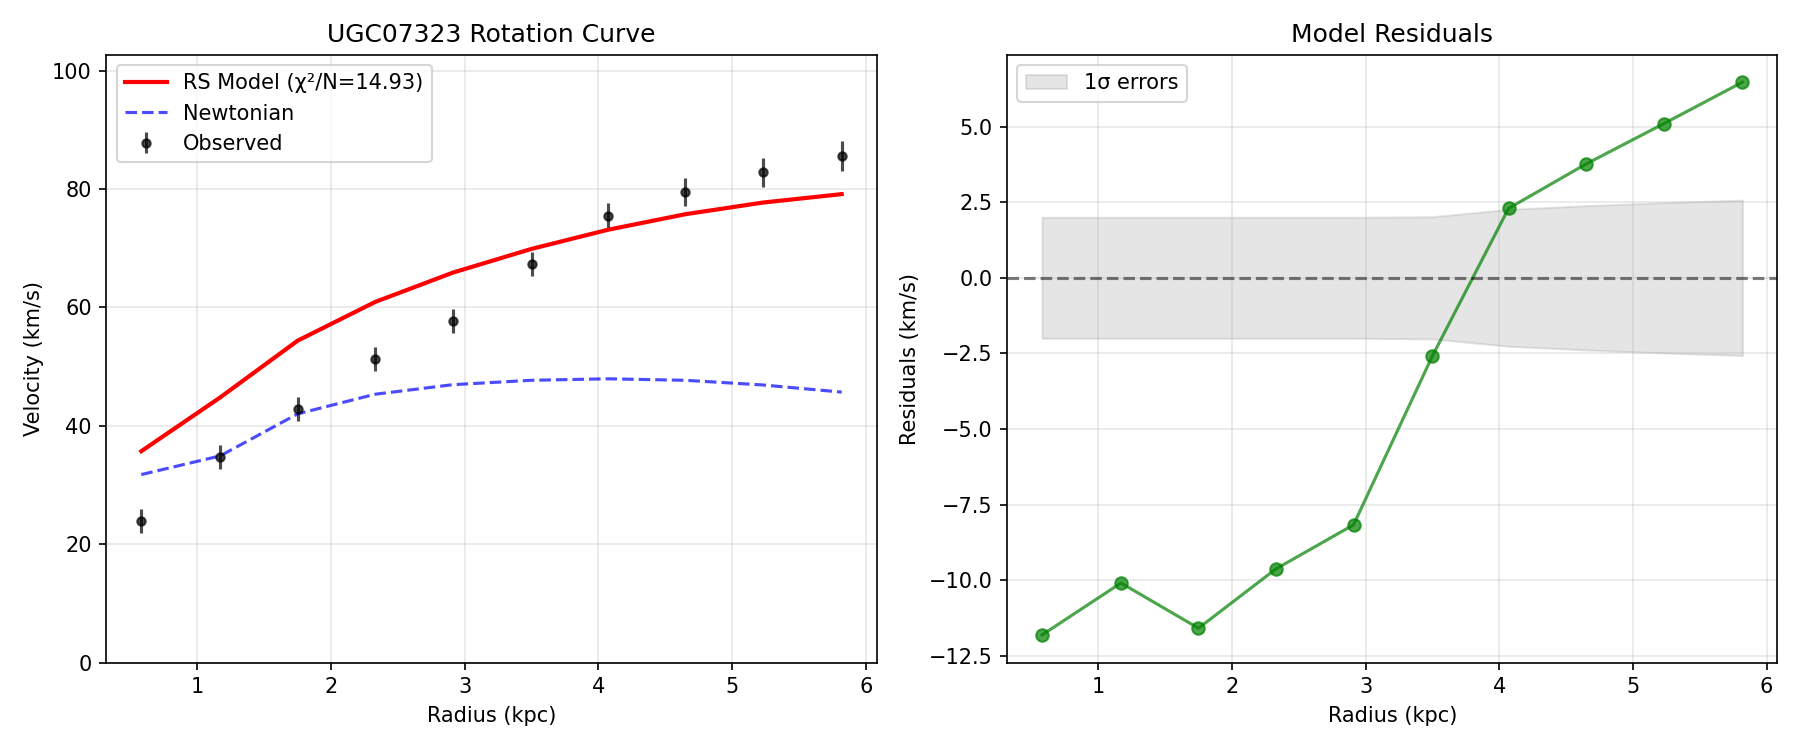 UGC07323 Rotation Curve
RS Model (χ²/N=14.93)
Newtonian
Observed
Velocity (km/s)
100
80
60
40
20
0
1 2 3 4 5 6
Radius (kpc)
Model Residuals
1σ errors
Residuals (km/s)
5.0
2.5
0.0
−2.5
−5.0
−7.5
−10.0
−12.5
1 2 3 4 5 6
Radius (kpc)